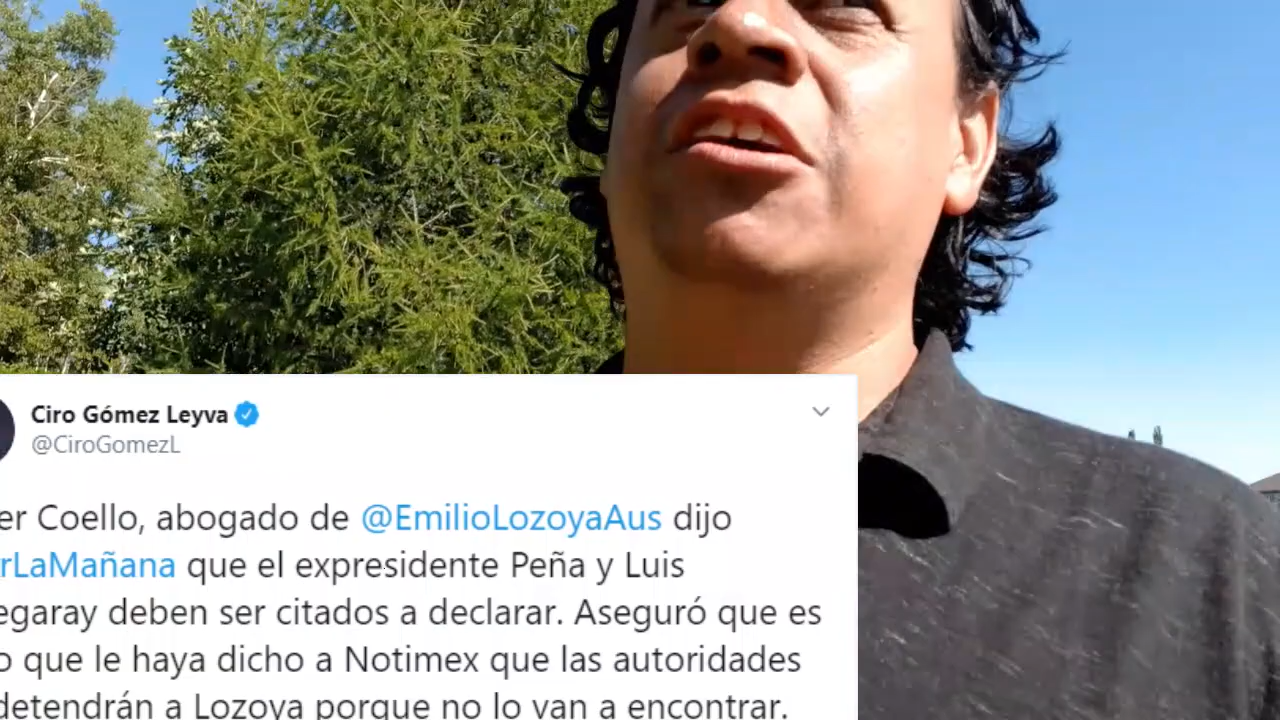 Ciro Gómez Leyva
@CiroGomezL
er Coello, abogado de @EmilioLozoyaAus dijo
rLaMañana que el expresidente Peña y Luis
egaray deben ser citados a declarar. Aseguró que es
o que le haya dicho a Notimex que las autoridades
detendrán a Lozoya porque no lo van a encontrar.